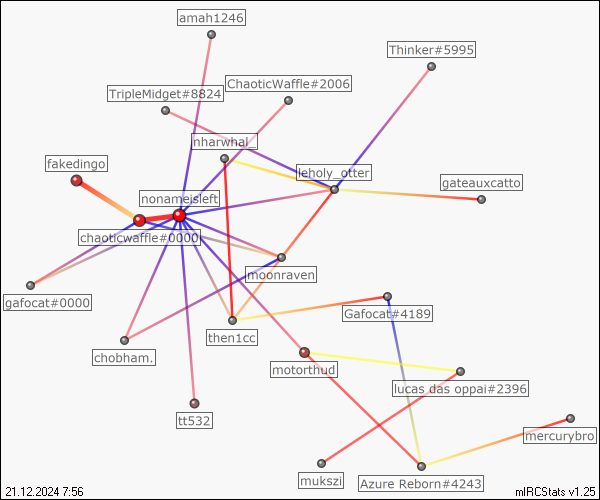 amah1246
Thinker#5995
ChaoticWaffle#2006
TripleMidget#8824
nharwhal_
fakedingo
leholy_otter
gateauxcatto
nonameisleft
chaoticwaffle#0000
moonraven
gafocat#0000
Gafocat#4189
then1cc
chobham.
motorthud
lucas das oppai#2396
tt532
mercurybro
mukszi
Azure Reborn#4243
21.12.2024 7:56
mIRCStats v1.25